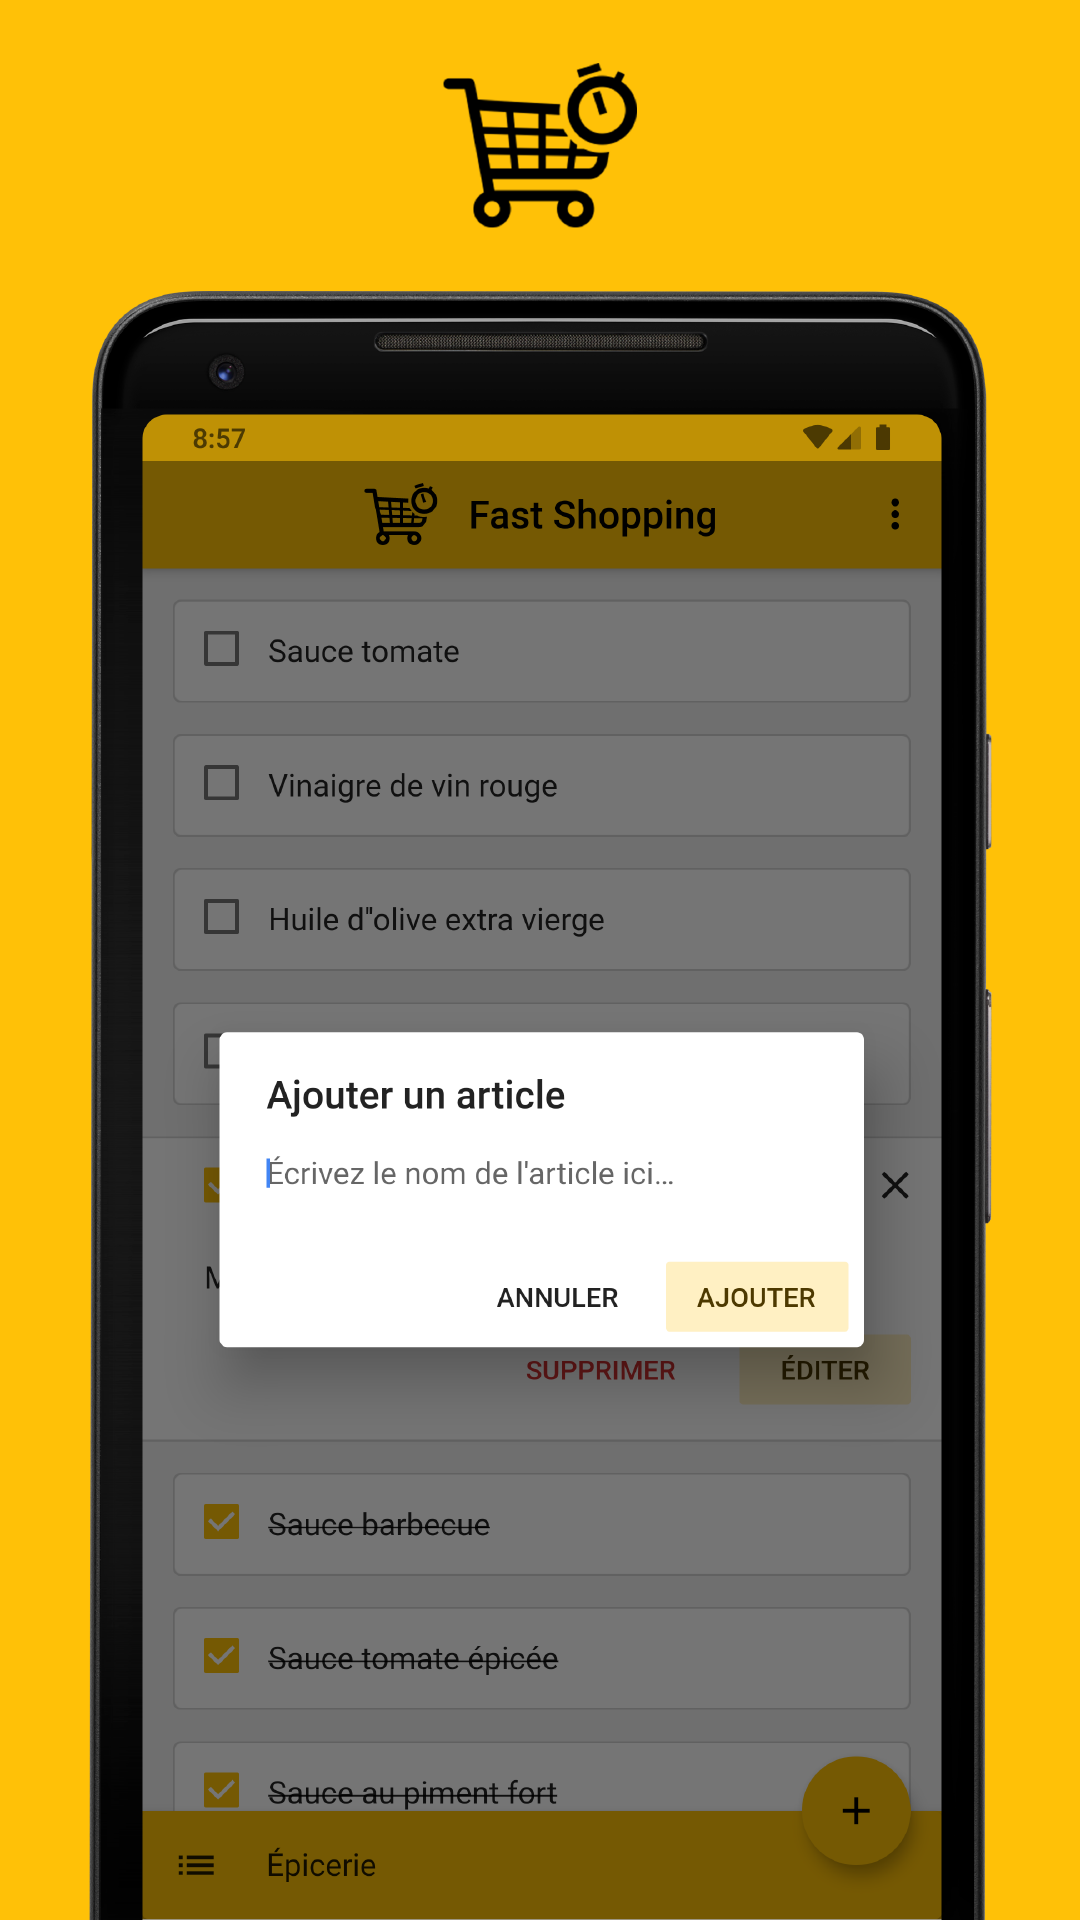 8:57
Fast Shopping
Sauce tomate
Vinaigre de vin rouge
Huile d"olive extra vierge
Ajouter un article
Écrivez le nom de l'article ici...
ANNULER
AJOUTER
SUPPRIMER
ÉDITER
Sauce barbecue
Sauce tomate épicée
Sauce au piment fort
Épicerie